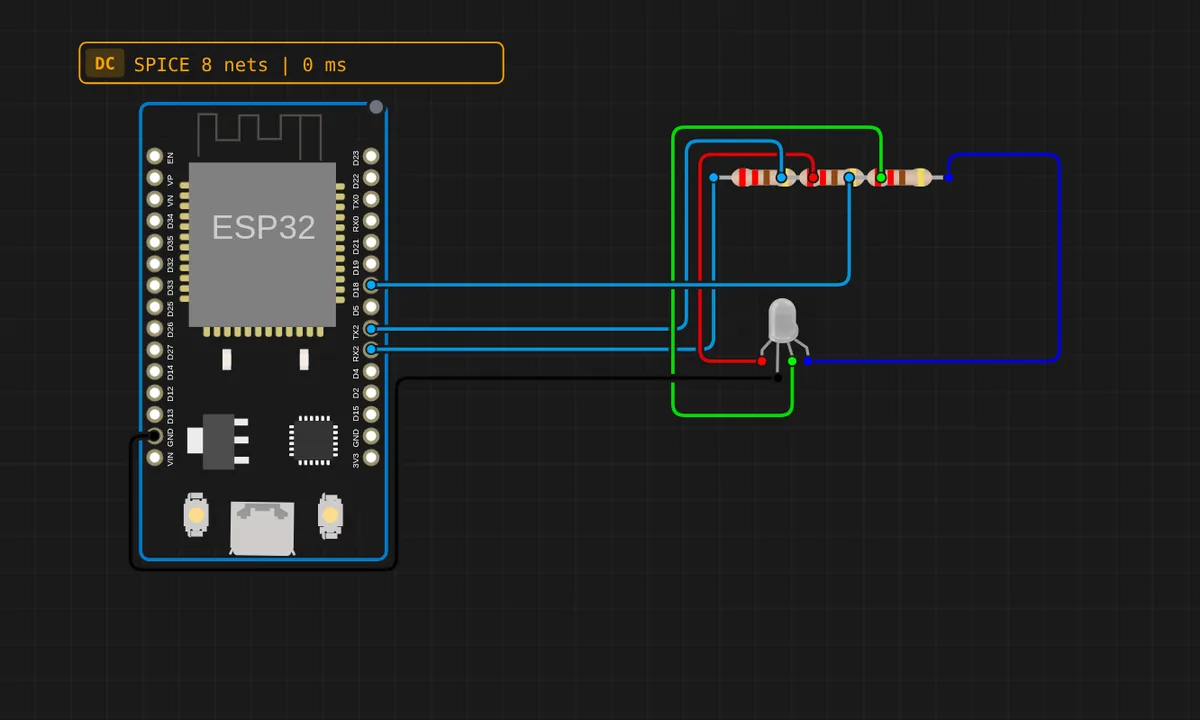 DC SPICE 8 nets | 0 ms
ESP32
EN
VP
VN
D34
D35
D32
D33
D25
D26
D27
D14
D12
D13
GND
VIN
D23
D22
TX0
RX0
D21
D19
D18
D5
TX2
RX2
D4
D2
D15
GND
3V3